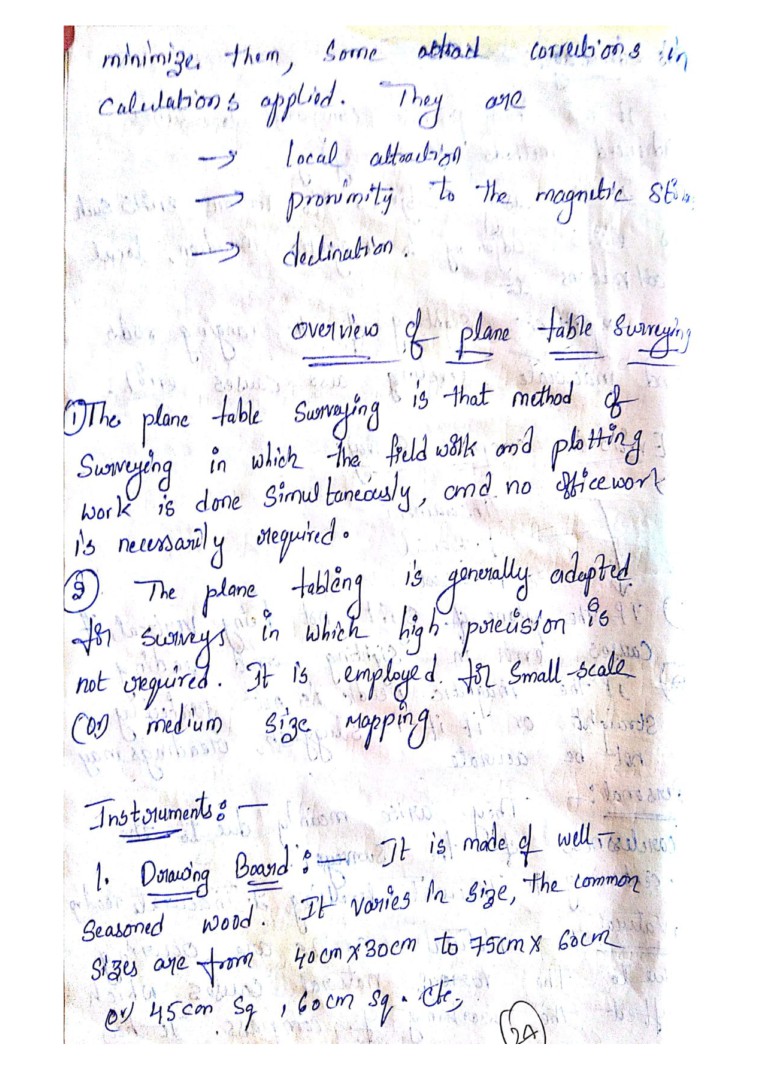 minimize them, Some corrections in
Calculations applied. They are
→ local attraction
→ proximity to the magnetic
→ declination.
Overview of plane table Surveying
① The plane table Surveying is that method of
Surveying in which the field work and plotting
work is done Simultaneously, and no office work
is necessarily required.
② The plane tabling is generally adopted
for surveys in which high precision is
not required. It is employed for Small-scale
(or) medium size mapping
Instruments:-
1. Drawing Board:- It is made of well-
Seasoned wood. It varies in size, the common
sizes are from 40cm x 30cm to 75cm x 60cm
or 45cm Sq, 60cm Sq. etc,
24